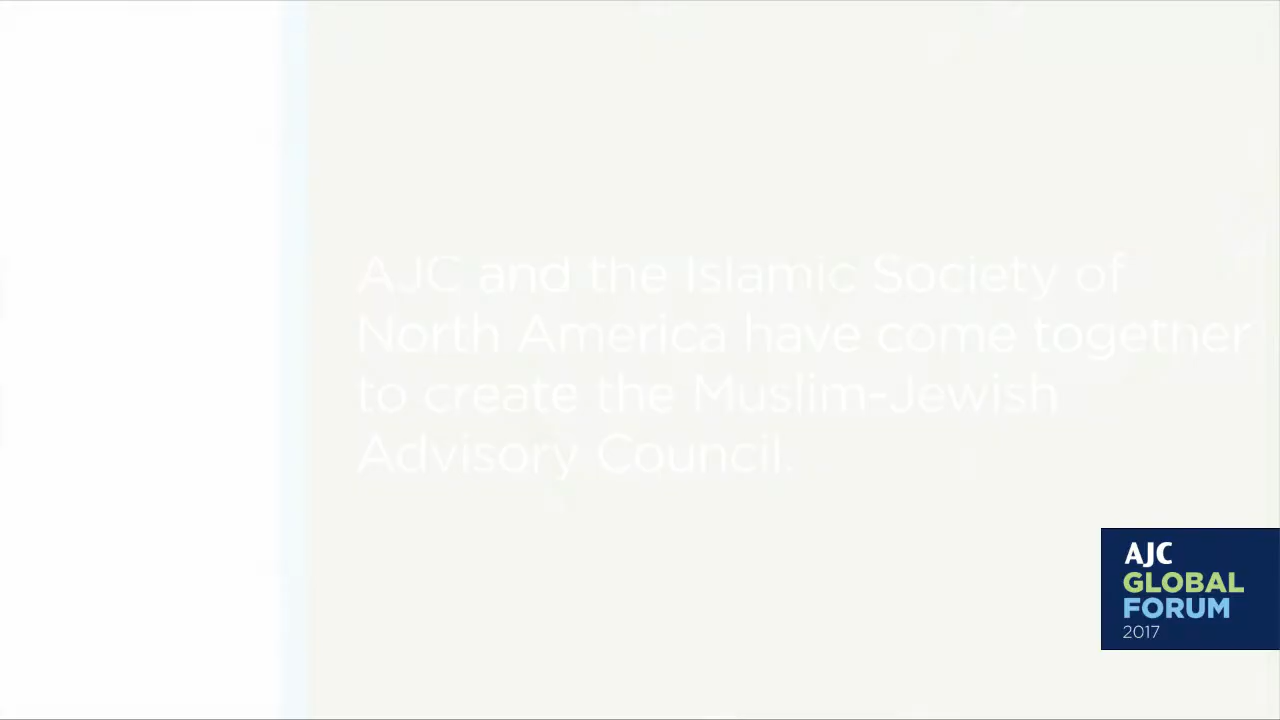 AJC and the Islamic Society of
North America have come together
to create the Muslim-Jewish
Advisory Council.
AJC
GLOBAL
FORUM
2017